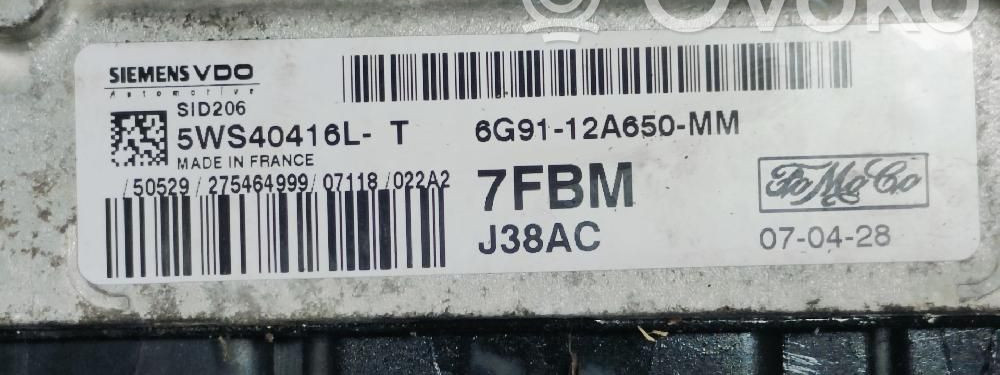 OVOKO
SIEMENS VDO
Automotive
SID206
5WS40416L- T
MADE IN FRANCE
/50529/275464999/07118/022A2
6G91-12A650-MM
7FBM
J38AC
FoMoCo
07-04-28